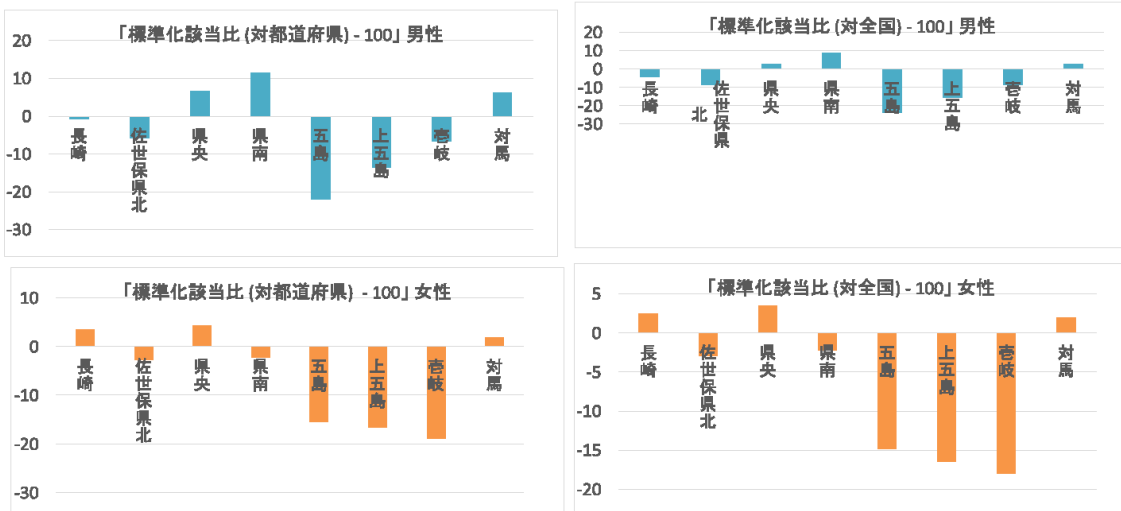 「標準化該当比 (対都道府県) - 100」 男性
20
10
0
-10
-20
-30
長崎
佐世保県北
県央
県南
五島
上五島
壱岐
対馬
「標準化該当比 (対全国) - 100」 男性
20
10
0
-10
-20
-30
長崎
佐世保県北
県央
県南
五島
上五島
壱岐
対馬
「標準化該当比 (対都道府県) - 100」 女性
10
0
-10
-20
-30
長崎
佐世保県北
県央
県南
五島
上五島
壱岐
対馬
「標準化該当比 (対全国) - 100」 女性
5
0
-5
-10
-15
-20
長崎
佐世保県北
県央
県南
五島
上五島
壱岐
対馬